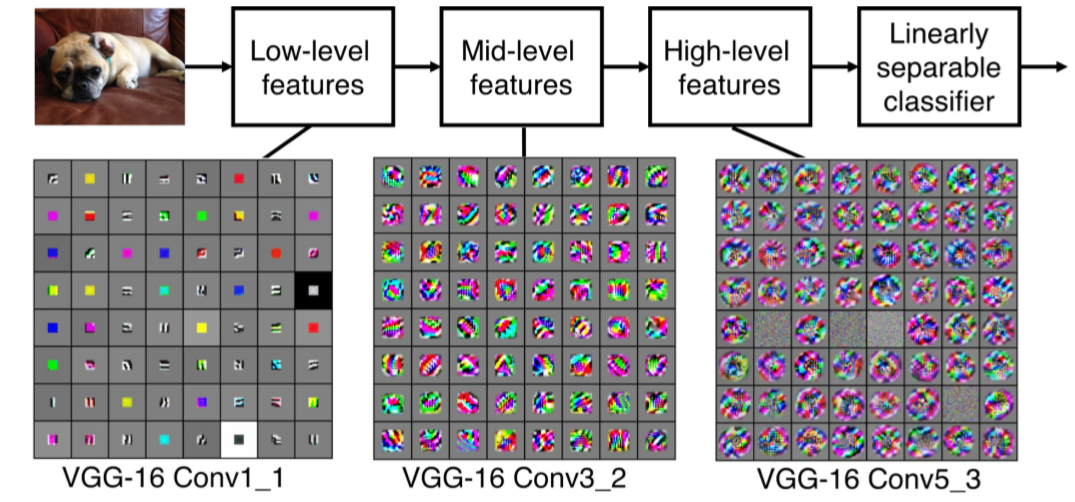 Low-level
features
Mid-level
features
High-level
features
Linearly
separable
classifier
VGG-16 Conv1_1
VGG-16 Conv3_2
VGG-16 Conv5_3